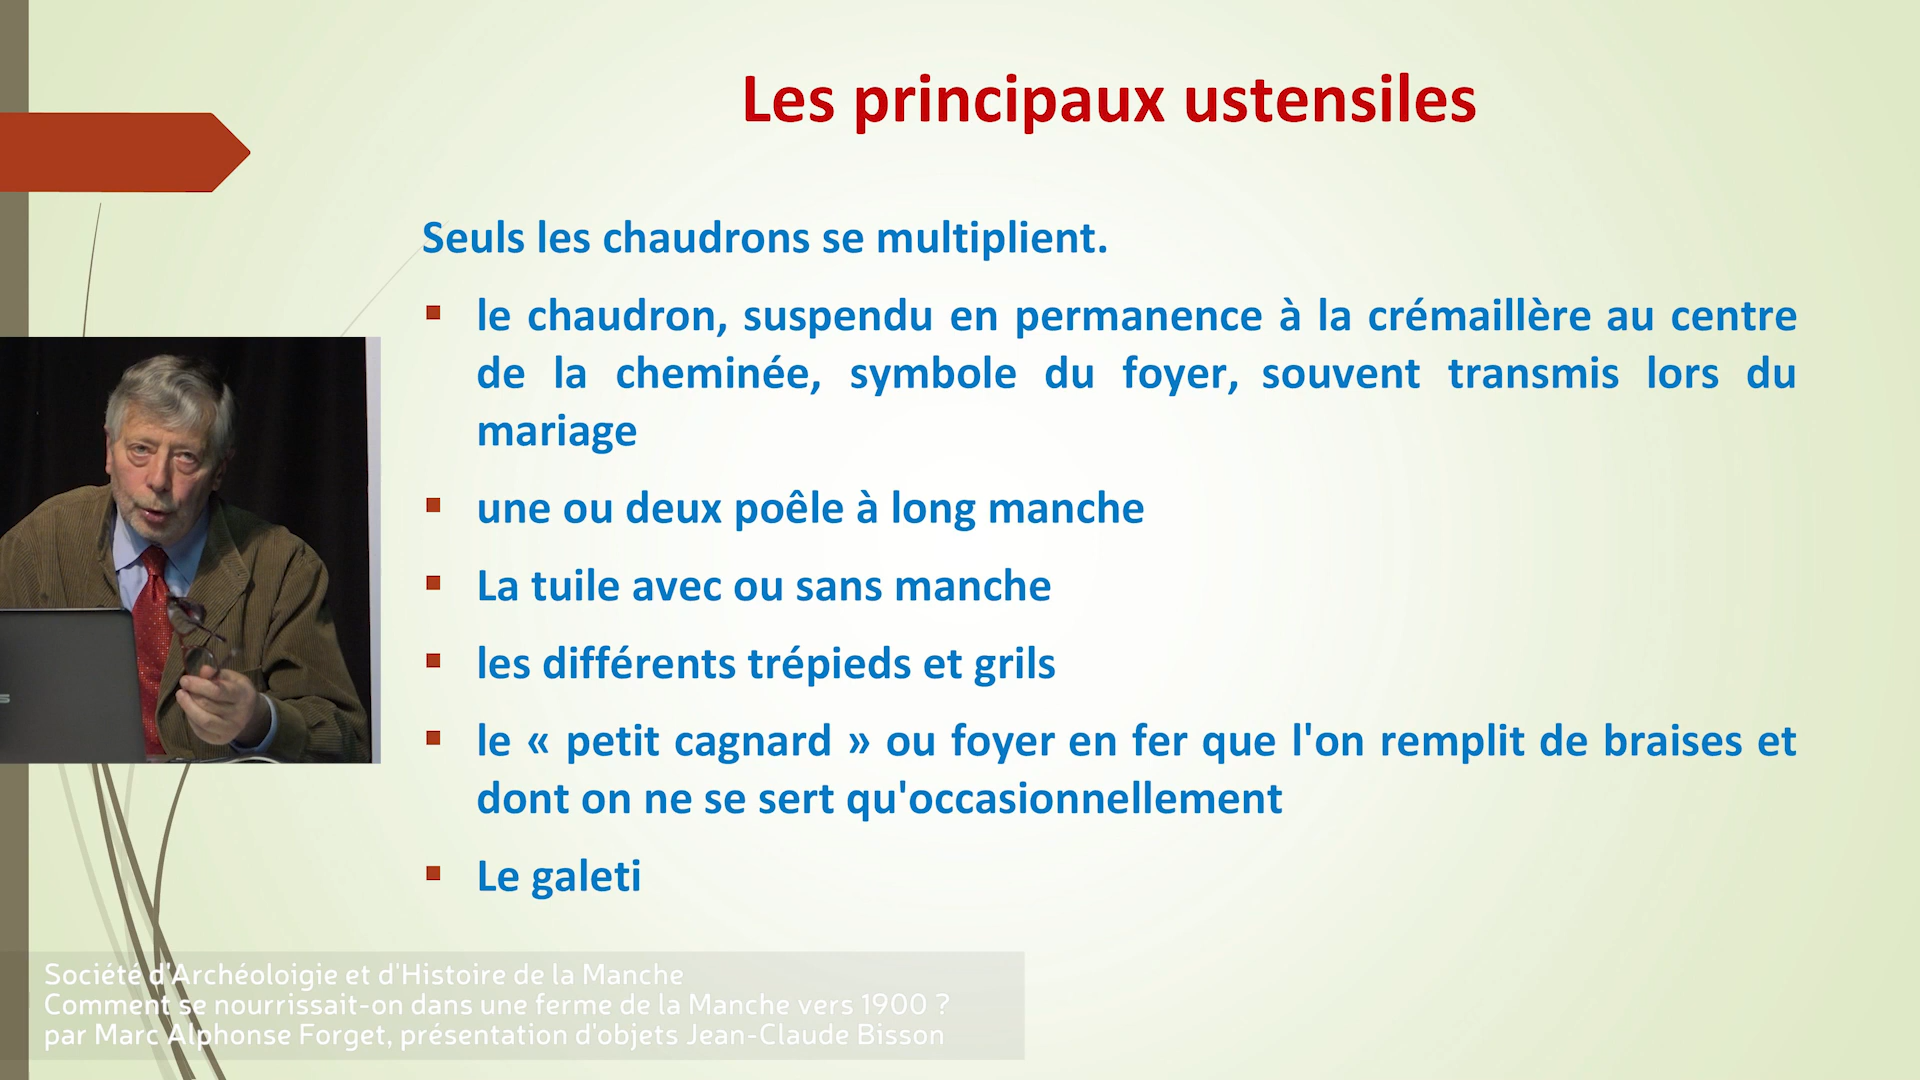 Les principaux ustensiles
Seuls les chaudrons se multiplient.
le chaudron, suspendu en permanence à la crémaillère au centre
de la cheminée, symbole du foyer, souvent transmis lors du
mariage
une ou deux poêle à long manche
La tuile avec ou sans manche
les différents trépieds et grils
le « petit cagnard » ou foyer en fer que l'on remplit de braises et
dont on ne se sert qu'occasionnellement
Le galeti
Société d'Archéoloigie et d'Histoire de la Manche
Comment se nourrissait-on dans une ferme de la Manche vers 1900 ?
par Marc Alphonse Forget, présentation d'objets Jean-Claude Bisson